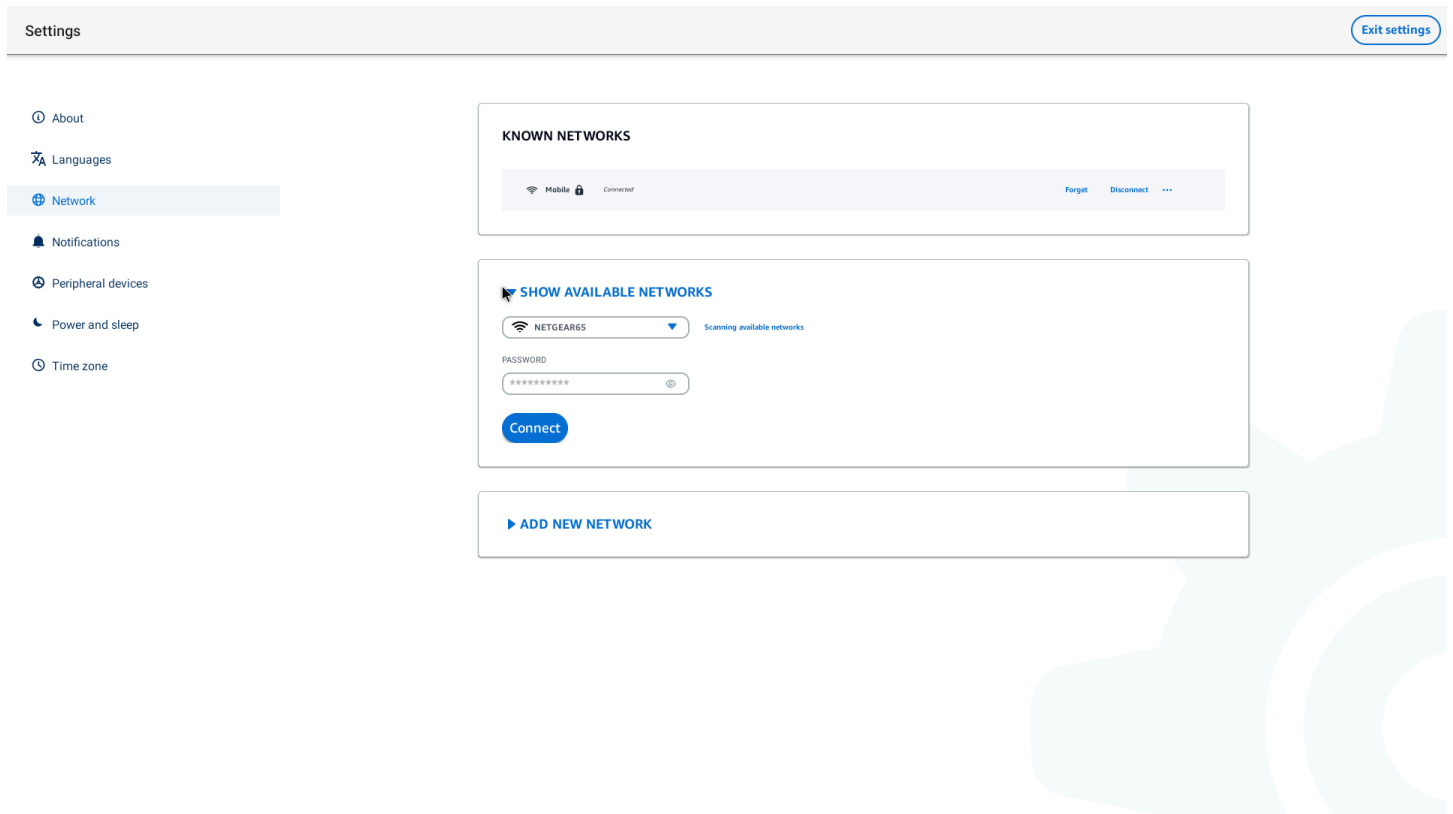 Settings
Exit settings
About
Languages
Network
Notifications
Peripheral devices
Power and sleep
Time zone
KNOWN NETWORKS
Mobile Connected Forget Disconnect ...
SHOW AVAILABLE NETWORKS
NETGEAR65 Scanning available networks
PASSWORD
**********
Connect
ADD NEW NETWORK